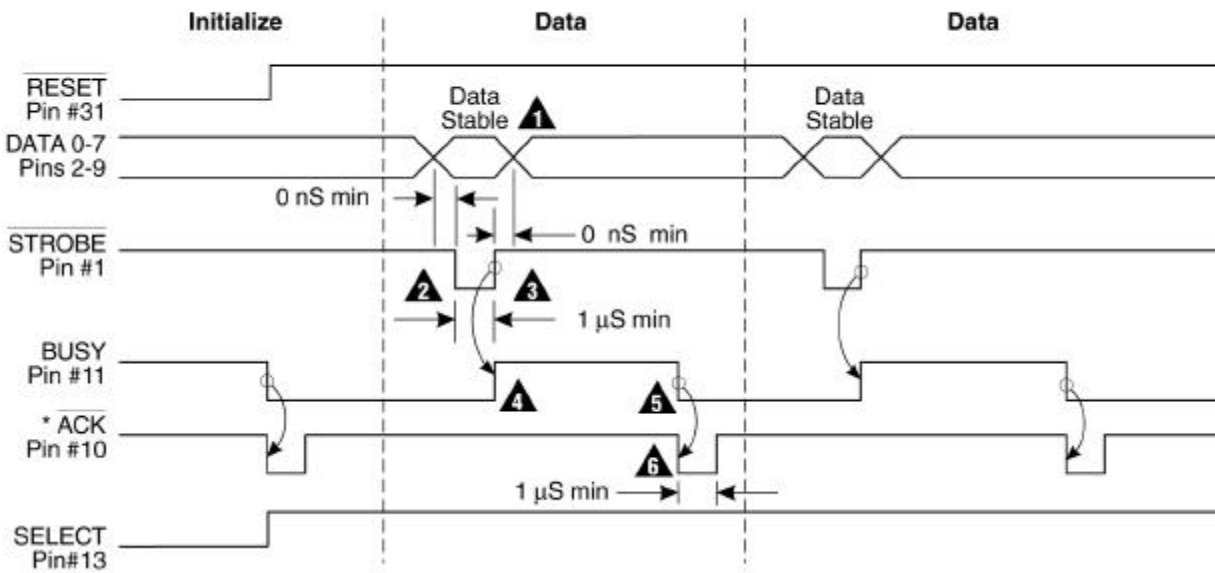 Initialize
Data
Data
RESET
Pin #31
Data
Stable
1
Data
Stable
DATA 0-7
Pins 2-9
0 nS min
0 nS min
STROBE
Pin #1
2
3
1 µS min
BUSY
Pin #11
4
5
* ACK
Pin #10
6
1 µS min
SELECT
Pin#13